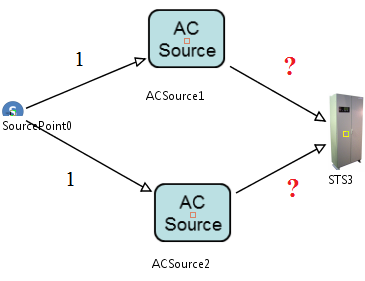 AC
Source
1
?
ACSource1
SourcePoint0
STS3
1
?
AC
Source
ACSource2